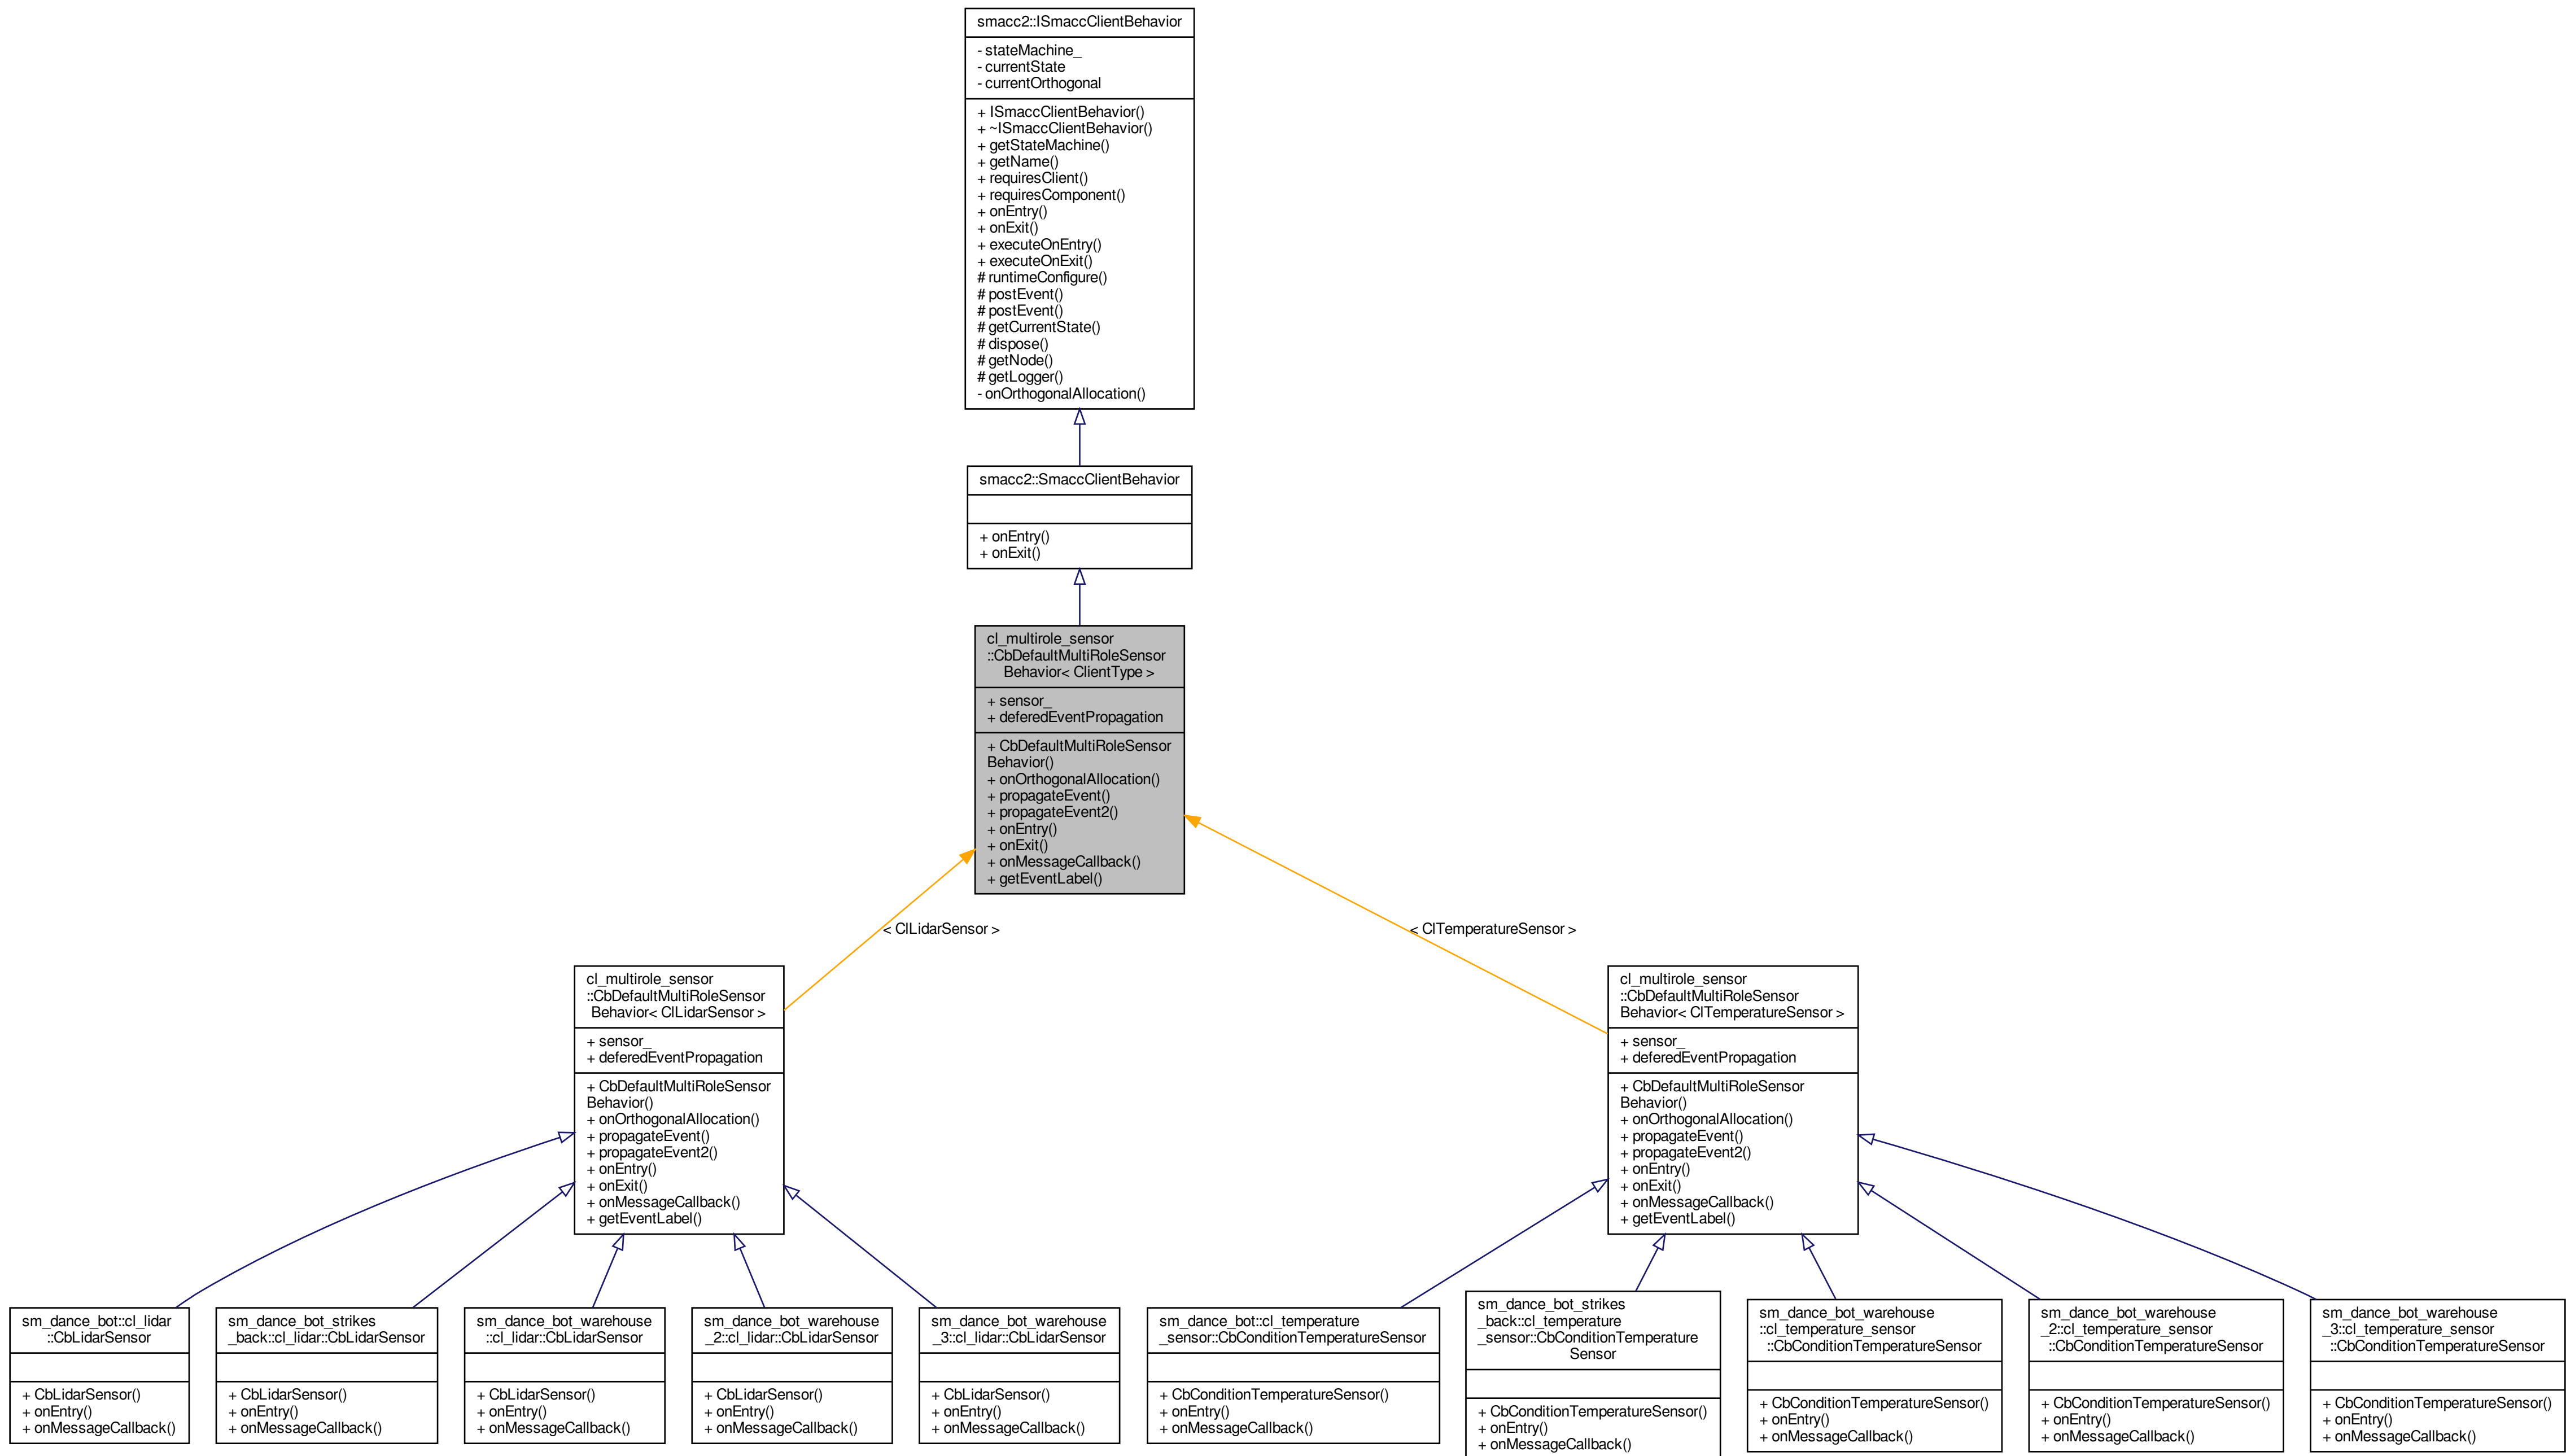 smacc2::ISmaccClientBehavior
- stateMachine_
- currentState
- currentOrthogonal
+ ISmaccClientBehavior()
+ ~ISmaccClientBehavior()
+ getStateMachine()
+ getName()
+ requiresClient()
+ requiresComponent()
+ onEntry()
+ onExit()
+ executeOnEntry()
+ executeOnExit()
# runtimeConfigure()
# postEvent()
# postEvent()
# getCurrentState()
# dispose()
# getNode()
# getLogger()
- onOrthogonalAllocation()
smacc2::SmaccClientBehavior
+ onEntry()
+ onExit()
cl_multirole_sensor
::CbDefaultMultiRoleSensor
Behavior< ClientType >
+ sensor_
+ deferedEventPropagation
+ CbDefaultMultiRoleSensor
Behavior()
+ onOrthogonalAllocation()
+ propagateEvent()
+ propagateEvent2()
+ onEntry()
+ onExit()
+ onMessageCallback()
+ getEventLabel()
< ClLidarSensor >
< ClTemperatureSensor >
cl_multirole_sensor
::CbDefaultMultiRoleSensor
Behavior< ClLidarSensor >
+ sensor_
+ deferedEventPropagation
+ CbDefaultMultiRoleSensor
Behavior()
+ onOrthogonalAllocation()
+ propagateEvent()
+ propagateEvent2()
+ onEntry()
+ onExit()
+ onMessageCallback()
+ getEventLabel()
cl_multirole_sensor
::CbDefaultMultiRoleSensor
Behavior< ClTemperatureSensor >
+ sensor_
+ deferedEventPropagation
+ CbDefaultMultiRoleSensor
Behavior()
+ onOrthogonalAllocation()
+ propagateEvent()
+ propagateEvent2()
+ onEntry()
+ onExit()
+ onMessageCallback()
+ getEventLabel()
sm_dance_bot::cl_lidar
::CbLidarSensor
+ CbLidarSensor()
+ onEntry()
+ onMessageCallback()
sm_dance_bot_strikes
_back::cl_lidar::CbLidarSensor
+ CbLidarSensor()
+ onEntry()
+ onMessageCallback()
sm_dance_bot_warehouse
::cl_lidar::CbLidarSensor
+ CbLidarSensor()
+ onEntry()
+ onMessageCallback()
sm_dance_bot_warehouse
_2::cl_lidar::CbLidarSensor
+ CbLidarSensor()
+ onEntry()
+ onMessageCallback()
sm_dance_bot_warehouse
_3::cl_lidar::CbLidarSensor
+ CbLidarSensor()
+ onEntry()
+ onMessageCallback()
sm_dance_bot::cl_temperature
_sensor::CbConditionTemperatureSensor
+ CbConditionTemperatureSensor()
+ onEntry()
+ onMessageCallback()
sm_dance_bot_strikes
_back::cl_temperature
_sensor::CbConditionTemperature
Sensor
+ CbConditionTemperatureSensor()
+ onEntry()
+ onMessageCallback()
sm_dance_bot_warehouse
::cl_temperature_sensor
::CbConditionTemperatureSensor
+ CbConditionTemperatureSensor()
+ onEntry()
+ onMessageCallback()
sm_dance_bot_warehouse
_2::cl_temperature_sensor
::CbConditionTemperatureSensor
+ CbConditionTemperatureSensor()
+ onEntry()
+ onMessageCallback()
sm_dance_bot_warehouse
_3::cl_temperature_sensor
::CbConditionTemperatureSensor
+ CbConditionTemperatureSensor()
+ onEntry()
+ onMessageCallback()